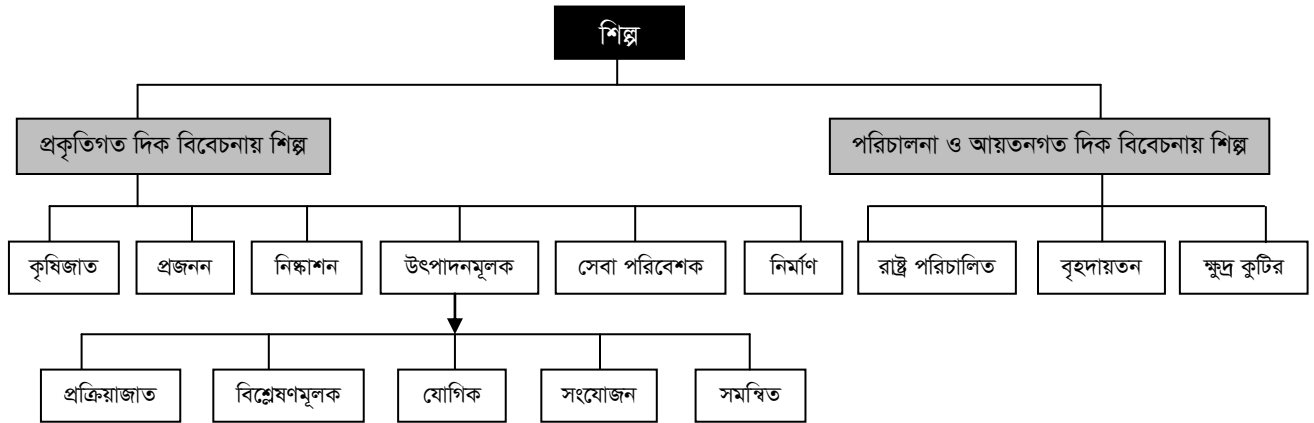 শিল্প
প্রকৃতিগত দিক বিবেচনায় শিল্প
পরিচালনা ও আয়তনগত দিক বিবেচনায় শিল্প
কৃষিজাত
প্রজনন
নিষ্কাশন
উৎপাদনমূলক
সেবা পরিবেশক
নির্মাণ
রাষ্ট্র পরিচালিত
বৃহদায়তন
ক্ষুদ্র কুটির
প্রক্রিয়াজাত
বিশ্লেষণমূলক
যোগিক
সংযোজন
সমন্বিত